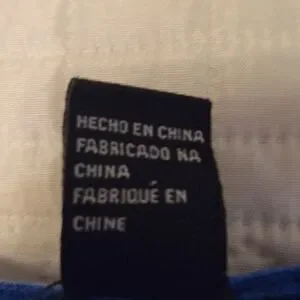 HECHO EN CHINA
FABRICADO NA
CHINA
FABRIQUÉ EN
CHINE